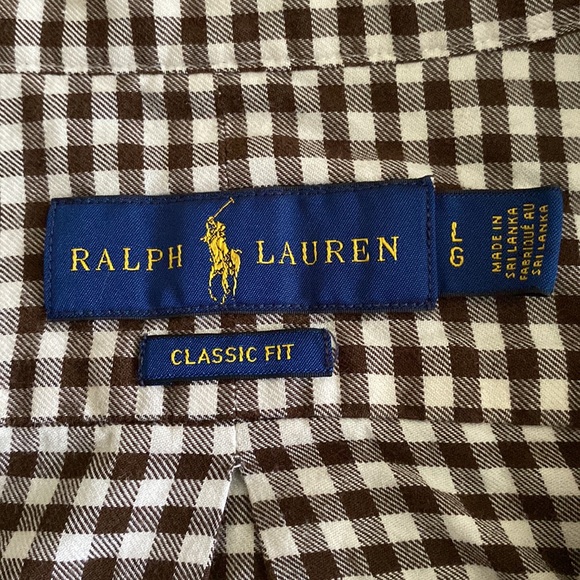 RALPH LAUREN
L
G
MADE IN
SRI LANKA
FABRIQUÉ AU
SRI LANKA
CLASSIC FIT